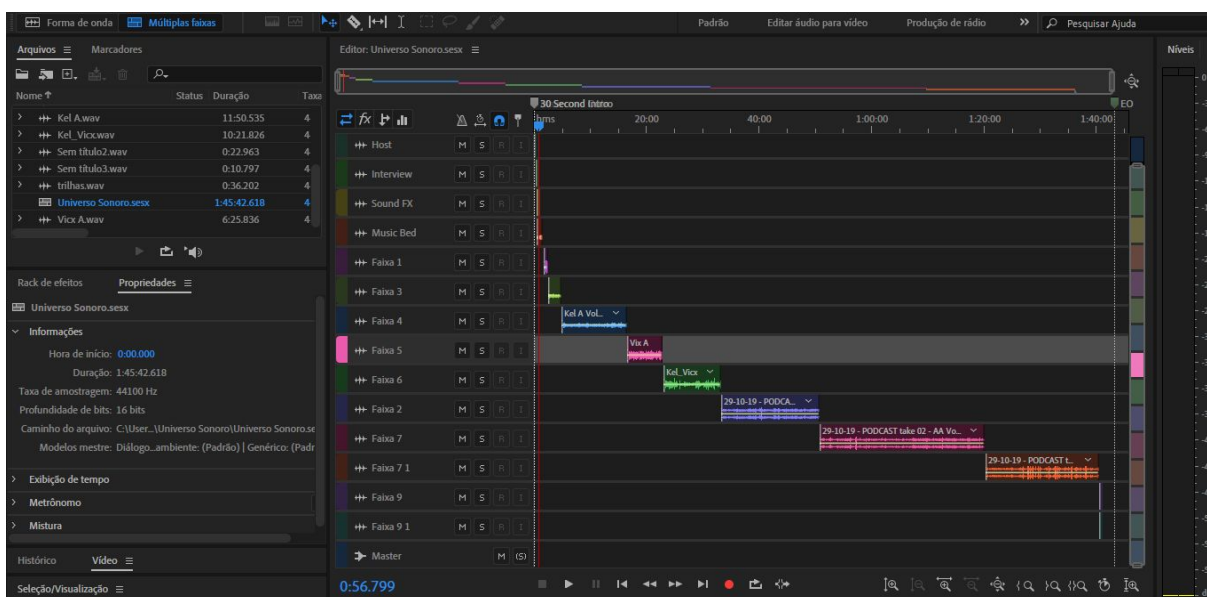 Forma de onda Múltiplas faixas Padrão Editar áudio para vídeo Produção de rádio >> Pesquisar Ajuda
Arquivos Marcadores
Editor: Universo Sonoro.sesx
Níveis
Nome Status Duração Taxa
Kel A.wav 11:50.535 4
Kel_Vicx.wav 10:21.826 4
Sem título2.wav 0:22.963 4
Sem título3.wav 0:10.797 4
trilhas.wav 0:36.202 4
Universo Sonoro.sesx 1:45:42.618 4
Vicx A.wav 6:25.836 4
Rack de efeitos Propriedades
Universo Sonoro.sesx
Informações
Hora de início: 0:00.000
Duração: 1:45:42.618
Taxa de amostragem: 44100 Hz
Profundidade de bits: 16 bits
Caminho do arquivo: C:\User...\Universo Sonoro\Universo Sonoro.se
Modelos mestre: Diálogo...ambiente: (Padrão) | Genérico: (Padr
Exibição de tempo
Metrônomo
Mistura
Histórico Vídeo
Seleção/Visualização
30 Second EO
fx hms 20:00 40:00 1:00:00 1:20:00 1:40:00
Host M S R I
Interview M S R I
Sound FX M S R I
Music Bed M S R I
Faixa 1 M S R I
Faixa 3 M S R I
Faixa 4 M S R I Kel A Vol...
Faixa 5 M S R I Vix A
Faixa 6 M S R I Kel_Vicx
Faixa 2 M S R I 29-10-19 - PODCA...
Faixa 7 M S R I 29-10-19 - PODCAST take 02 - AA Vo...
Faixa 7 1 M S R I 29-10-19 - PODCAST t...
Faixa 9 M S R I
Faixa 9 1 M S R I
Master M (S)
0:56.799